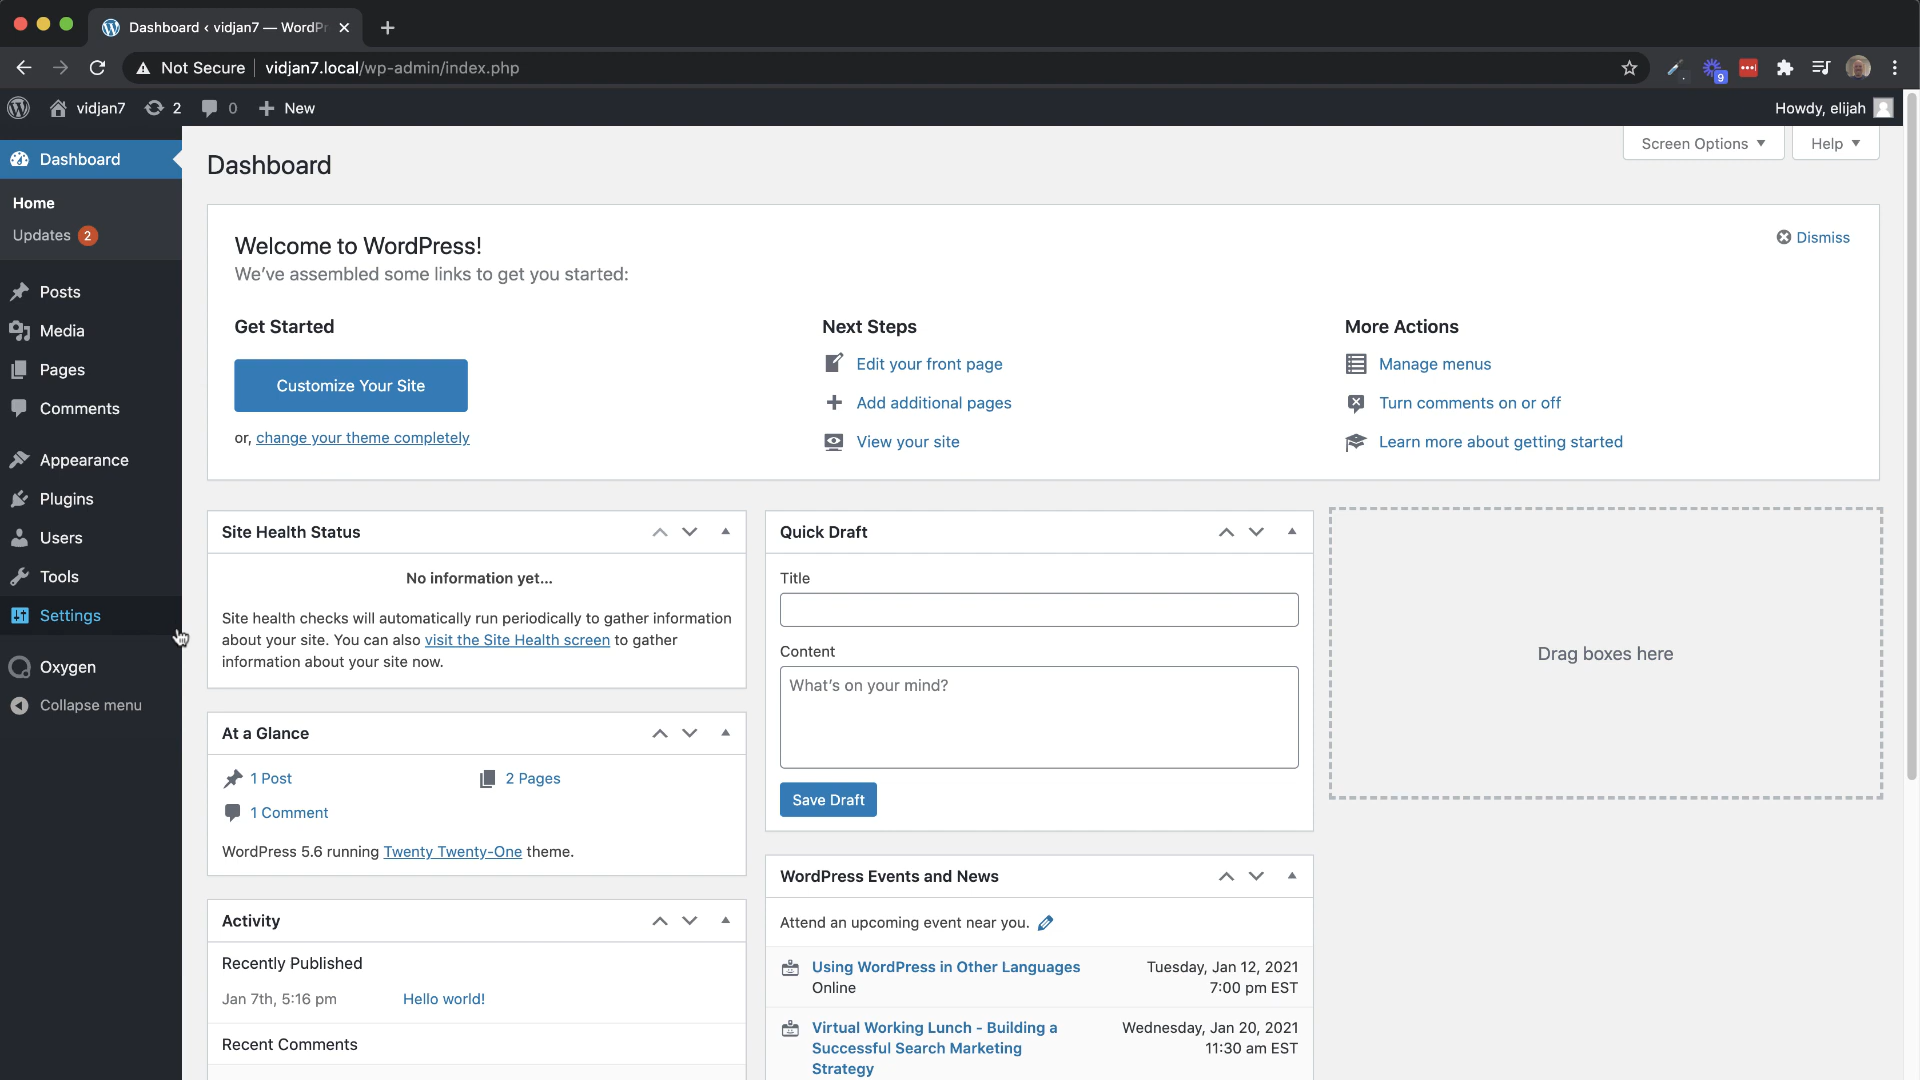 Dashboard ‹ vidjan7 — WordPr
Not Secure
vidjan7.local/wp-admin/index.php
9
vidjan7
2
0
New
Howdy, elijah
Dashboard
Home
Updates 2
Posts
Media
Pages
Comments
Appearance
Plugins
Users
Tools
Settings
Oxygen
Collapse menu
Dashboard
Screen Options
Help
Welcome to WordPress!
We've assembled some links to get you started:
Dismiss
Get Started
Customize Your Site
or, change your theme completely
Next Steps
Edit your front page
Add additional pages
View your site
More Actions
Manage menus
Turn comments on or off
Learn more about getting started
Site Health Status
No information yet...
Site health checks will automatically run periodically to gather information
about your site. You can also visit the Site Health screen to gather
information about your site now.
At a Glance
1 Post
2 Pages
1 Comment
WordPress 5.6 running Twenty Twenty-One theme.
Activity
Recently Published
Jan 7th, 5:16 pm
Hello world!
Recent Comments
Quick Draft
Title
Content
What's on your mind?
Save Draft
WordPress Events and News
Attend an upcoming event near you.
Using WordPress in Other Languages
Online
Tuesday, Jan 12, 2021
7:00 pm EST
Virtual Working Lunch - Building a
Successful Search Marketing
Strategy
Wednesday, Jan 20, 2021
11:30 am EST
Drag boxes here